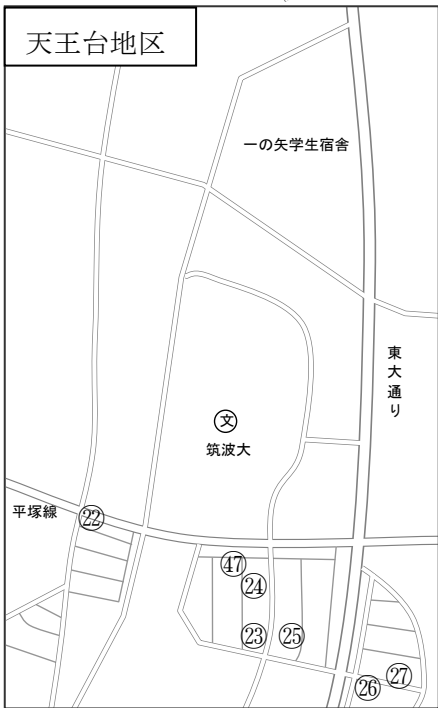 天王台地区
一の矢学生宿舎
東大通り
文
筑波大
平塚線
㉒
㊼
㉔
㉓
㉕
㉖
㉗